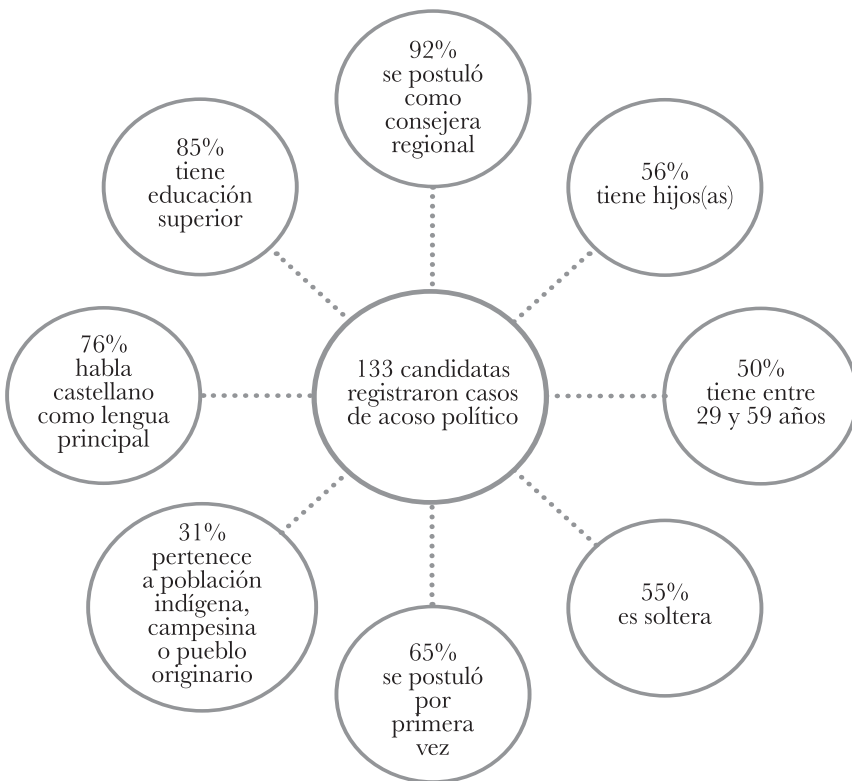 92%
se postuló
como
consejera
regional
85%
tiene
educación
superior
56%
tiene hijos(as)
76%
habla
castellano
como lengua
principal
133 candidatas
registraron casos
de acoso político
50%
tiene entre
29 y 59 años
31%
pertenece
a población
indígena,
campesina
o pueblo
originario
55%
es soltera
65%
se postuló
por
primera
vez